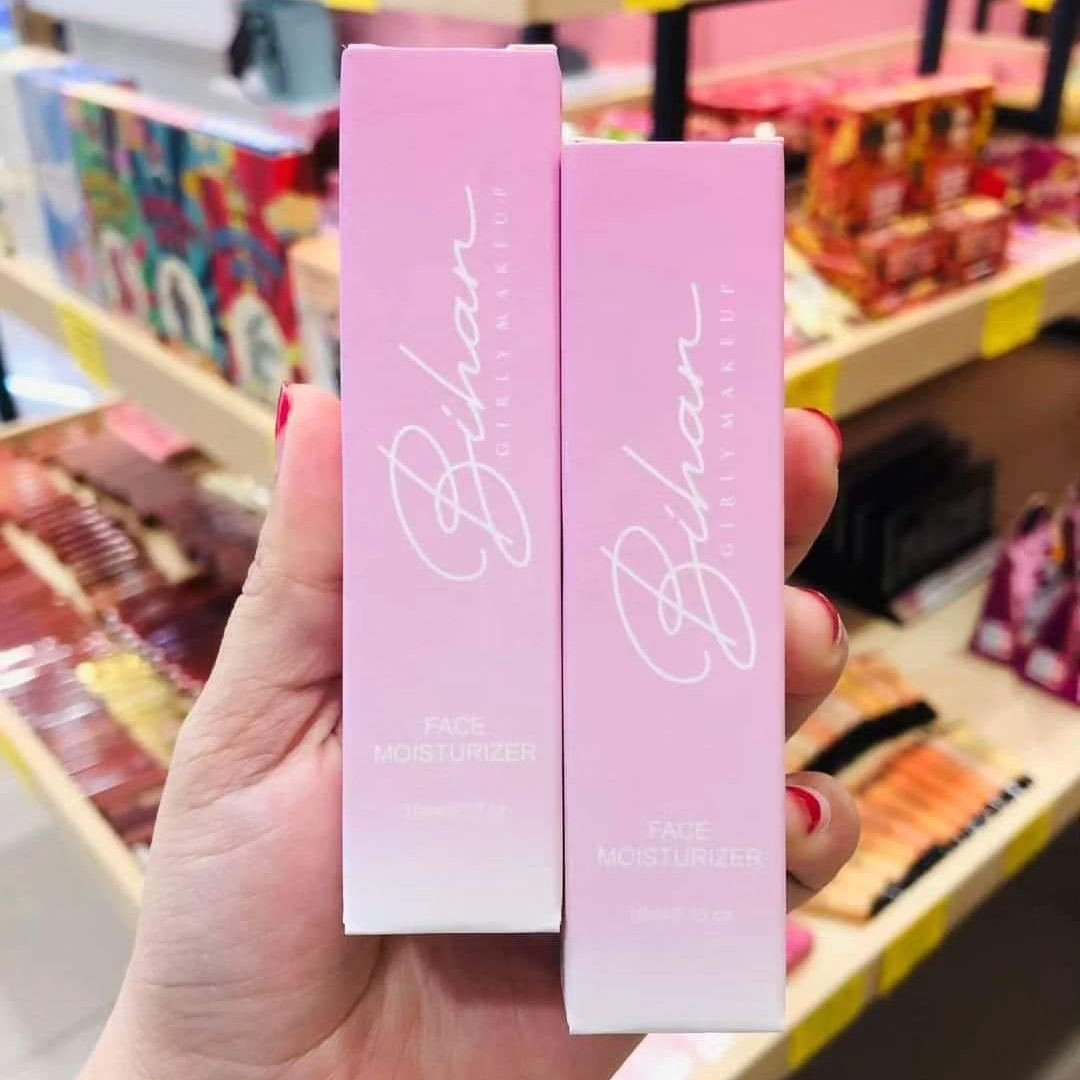 Bihan
GIRLY MAKEUP
FACE
MOISTURIZER
Bihan
GIRLY MAKEUP
FACE
MOISTURIZER